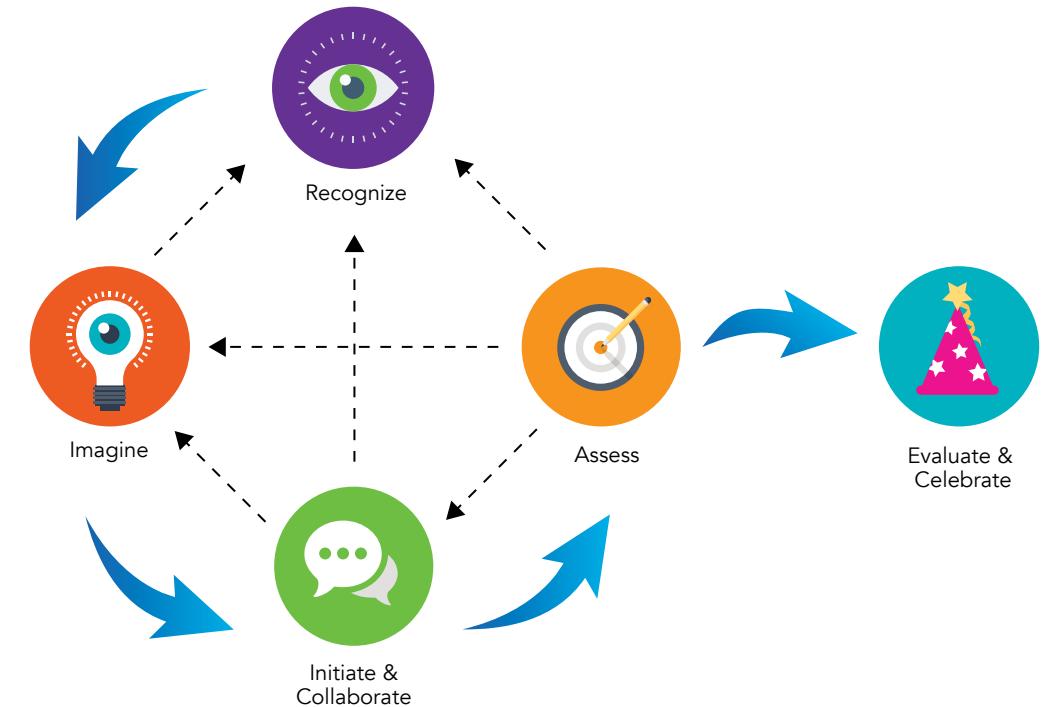 Recognize
Imagine
Assess
Evaluate &
Celebrate
Initiate &
Collaborate